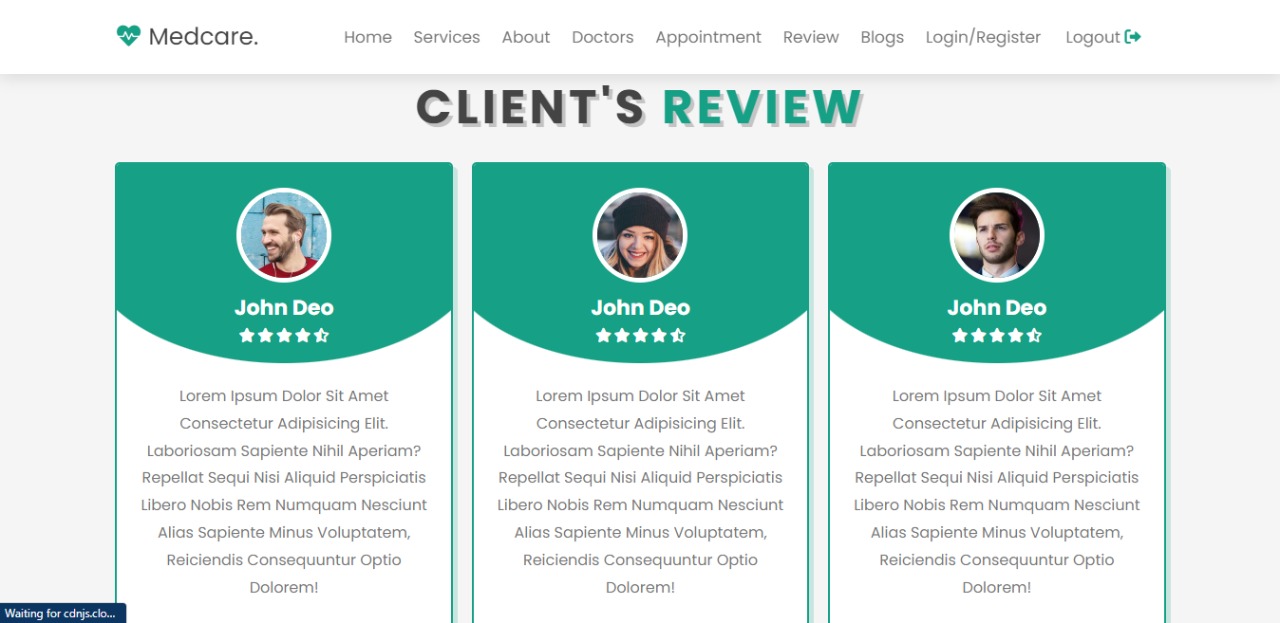 Medcare. Home Services About Doctors Appointment Review Blogs Login/Register Logout
CLIENT'S REVIEW
John Deo
Lorem Ipsum Dolor Sit Amet
Consectetur Adipisicing Elit.
Laboriosam Sapiente Nihil Aperiam?
Repellat Sequi Nisi Aliquid Perspiciatis
Libero Nobis Rem Numquam Nesciunt
Alias Sapiente Minus Voluptatem,
Reiciendis Consequuntur Optio
Dolorem!
John Deo
Lorem Ipsum Dolor Sit Amet
Consectetur Adipisicing Elit.
Laboriosam Sapiente Nihil Aperiam?
Repellat Sequi Nisi Aliquid Perspiciatis
Libero Nobis Rem Numquam Nesciunt
Alias Sapiente Minus Voluptatem,
Reiciendis Consequuntur Optio
Dolorem!
John Deo
Lorem Ipsum Dolor Sit Amet
Consectetur Adipisicing Elit.
Laboriosam Sapiente Nihil Aperiam?
Repellat Sequi Nisi Aliquid Perspiciatis
Libero Nobis Rem Numquam Nesciunt
Alias Sapiente Minus Voluptatem,
Reiciendis Consequuntur Optio
Dolorem!
Waiting for cdnjs.clo...